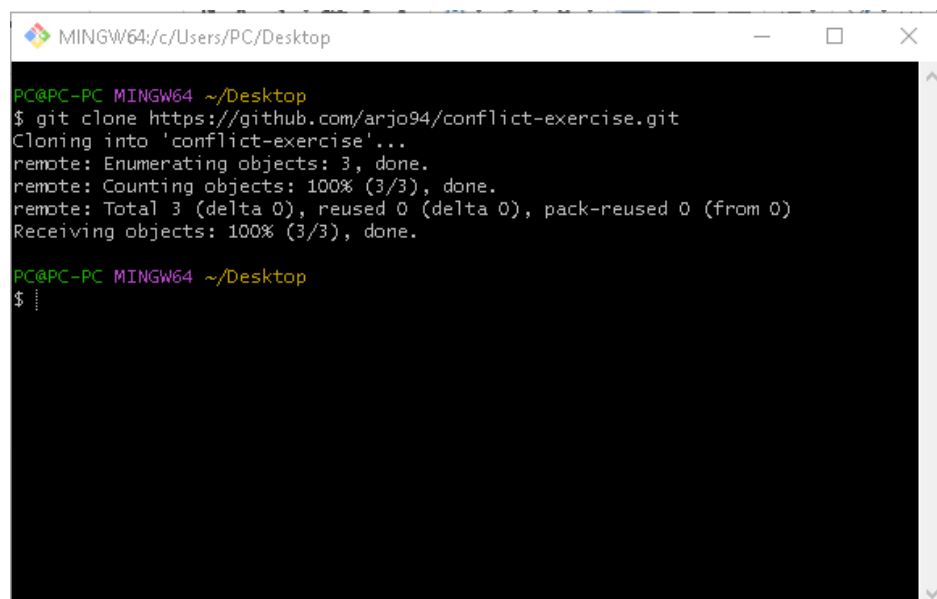 MINGW64:/c/Users/PC/Desktop
PC@PC-PC MINGW64 ~/Desktop
$ git clone https://github.com/arjo94/conflict-exercise.git
Cloning into 'conflict-exercise'...
remote: Enumerating objects: 3, done.
remote: Counting objects: 100% (3/3), done.
remote: Total 3 (delta 0), reused 0 (delta 0), pack-reused 0 (from 0)
Receiving objects: 100% (3/3), done.
PC@PC-PC MINGW64 ~/Desktop
$